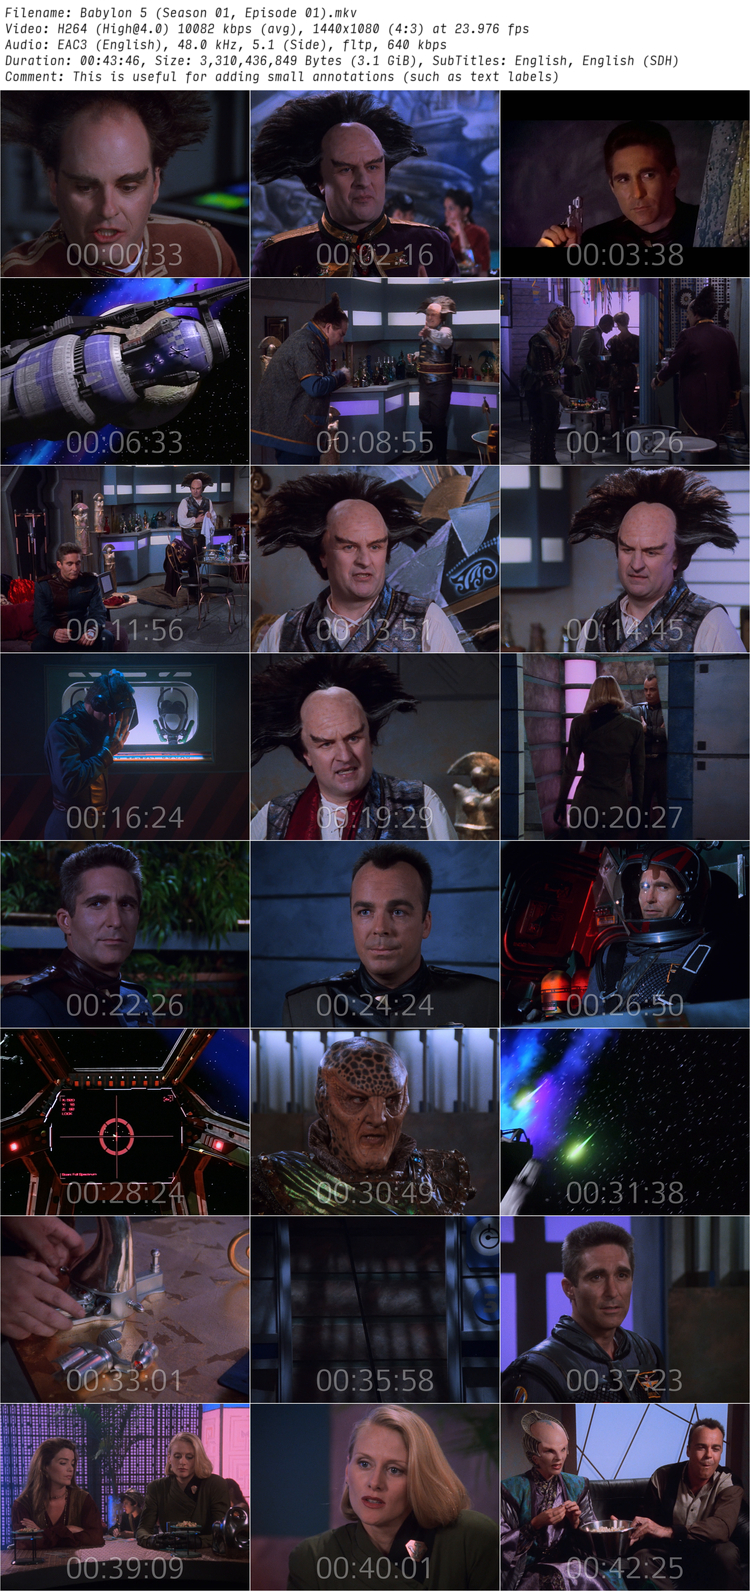 Filename: Babylon 5 (Season 01, Episode 01).mkv
Video: H264 (High@4.0) 10082 kbps (avg), 1440x1080 (4:3) at 23.976 fps
Audio: EAC3 (English), 48.0 kHz, 5.1 (Side), fltp, 640 kbps
Duration: 00:43:46, Size: 3,310,436,849 Bytes (3.1 GiB), SubTitles: English, English (SDH)
Comment: This is useful for adding small annotations (such as text labels)
00:00:33 00:02:16 00:03:38
00:06:33 00:08:55 00:10:26
00:11:56 00:13:51 00:14:45
00:16:24 00:19:29 00:20:27
00:22:26 00:24:24 00:26:50
00:28:24 00:30:49 00:31:38
00:33:01 00:35:58 00:37:23
00:39:09 00:40:01 00:42:25